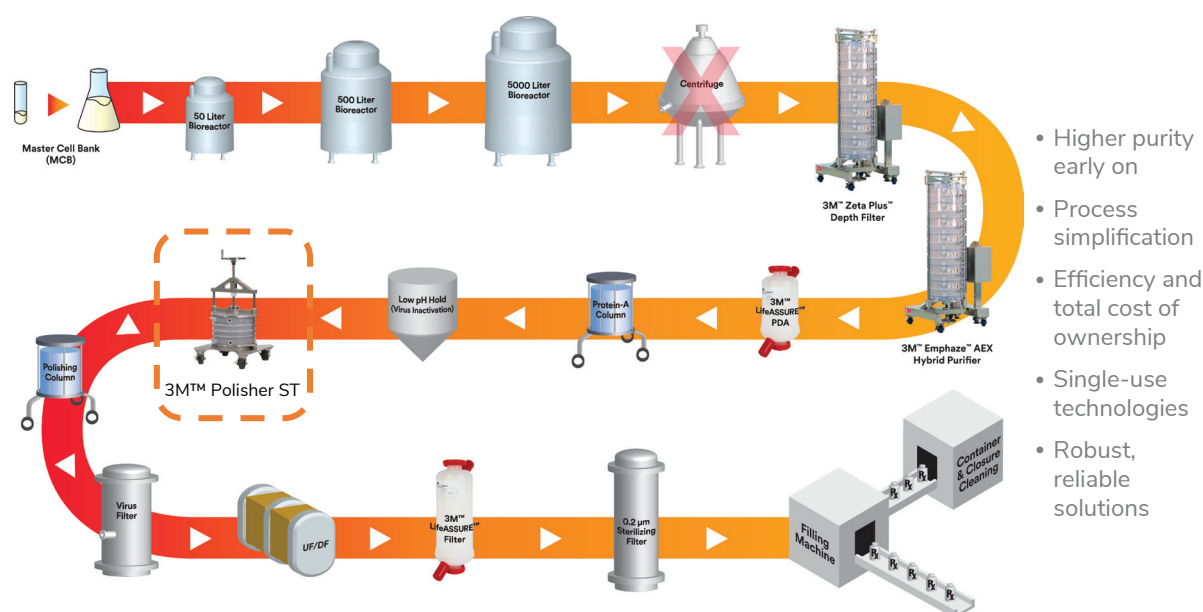 Master Cell Bank
(MCB)
50 Liter
Bioreactor
500 Liter
Bioreactor
5000 Liter
Bioreactor
Centrifuge
3M™ Zeta Plus™
Depth Filter
3M™ Emphaze™ AEX
Hybrid Purifier
3M™
LifeASSURE™
PDA
Protein-A
Column
Low pH Hold
(Virus Inactivation)
3M™ Polisher ST
Polishing
Column
Virus
Filter
UF/DF
3M™
LifeASSURE™
Filter
0.2 µm
Sterilizing
Filter
Filling
Machine
Container
& Closure
Cleaning
℞
℞
℞
℞
℞
℞
℞
℞
• Higher purity
early on
• Process
simplification
• Efficiency and
total cost of
ownership
• Single-use
technologies
• Robust,
reliable
solutions